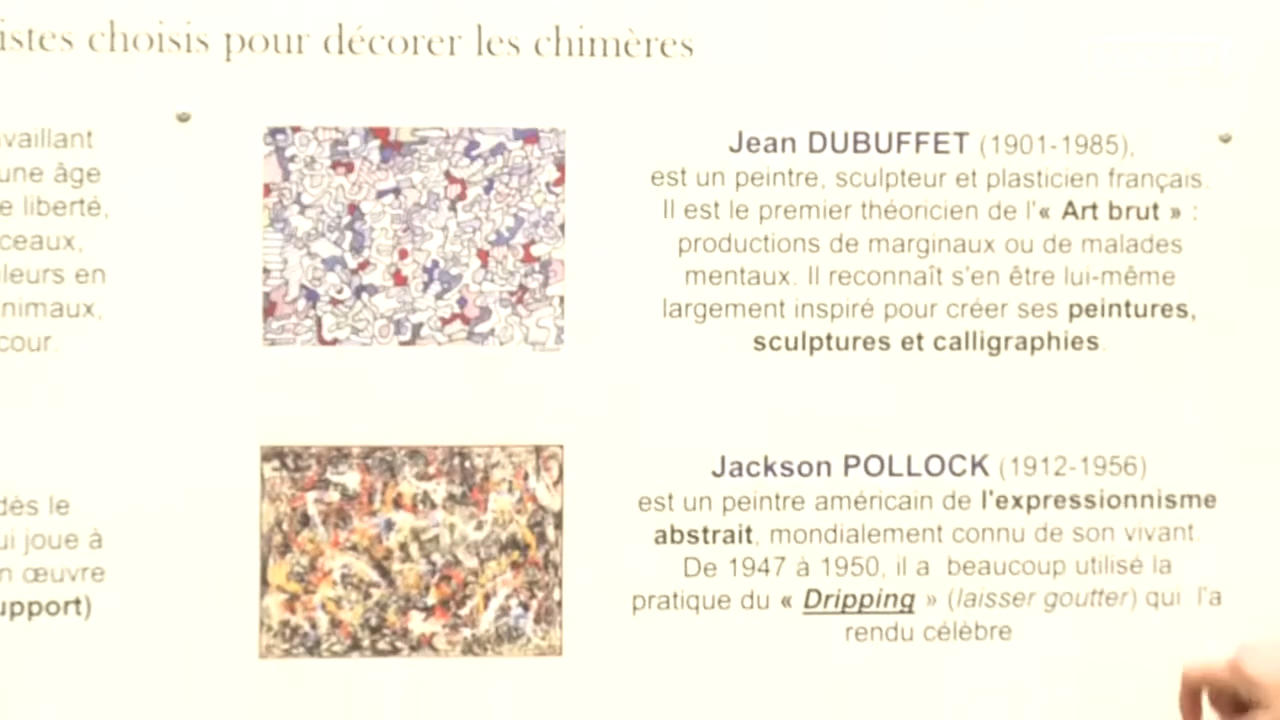 istes choisis pour décorer les chimères
vaillant
une âge
e liberté,
ceaux,
leurs en
nimaux,
cour.
Jean DUBUFFET (1901-1985),
est un peintre, sculpteur et plasticien français.
Il est le premier théoricien de l'« Art brut » :
productions de marginaux ou de malades
mentaux. Il reconnaît s'en être lui-même
largement inspiré pour créer ses peintures,
sculptures et calligraphies.
dès le
ui joue à
n œuvre
upport)
Jackson POLLOCK (1912-1956)
est un peintre américain de l'expressionnisme
abstrait, mondialement connu de son vivant.
De 1947 à 1950, il a beaucoup utilisé la
pratique du « Dripping » (laisser goutter) qui l'a
rendu célèbre